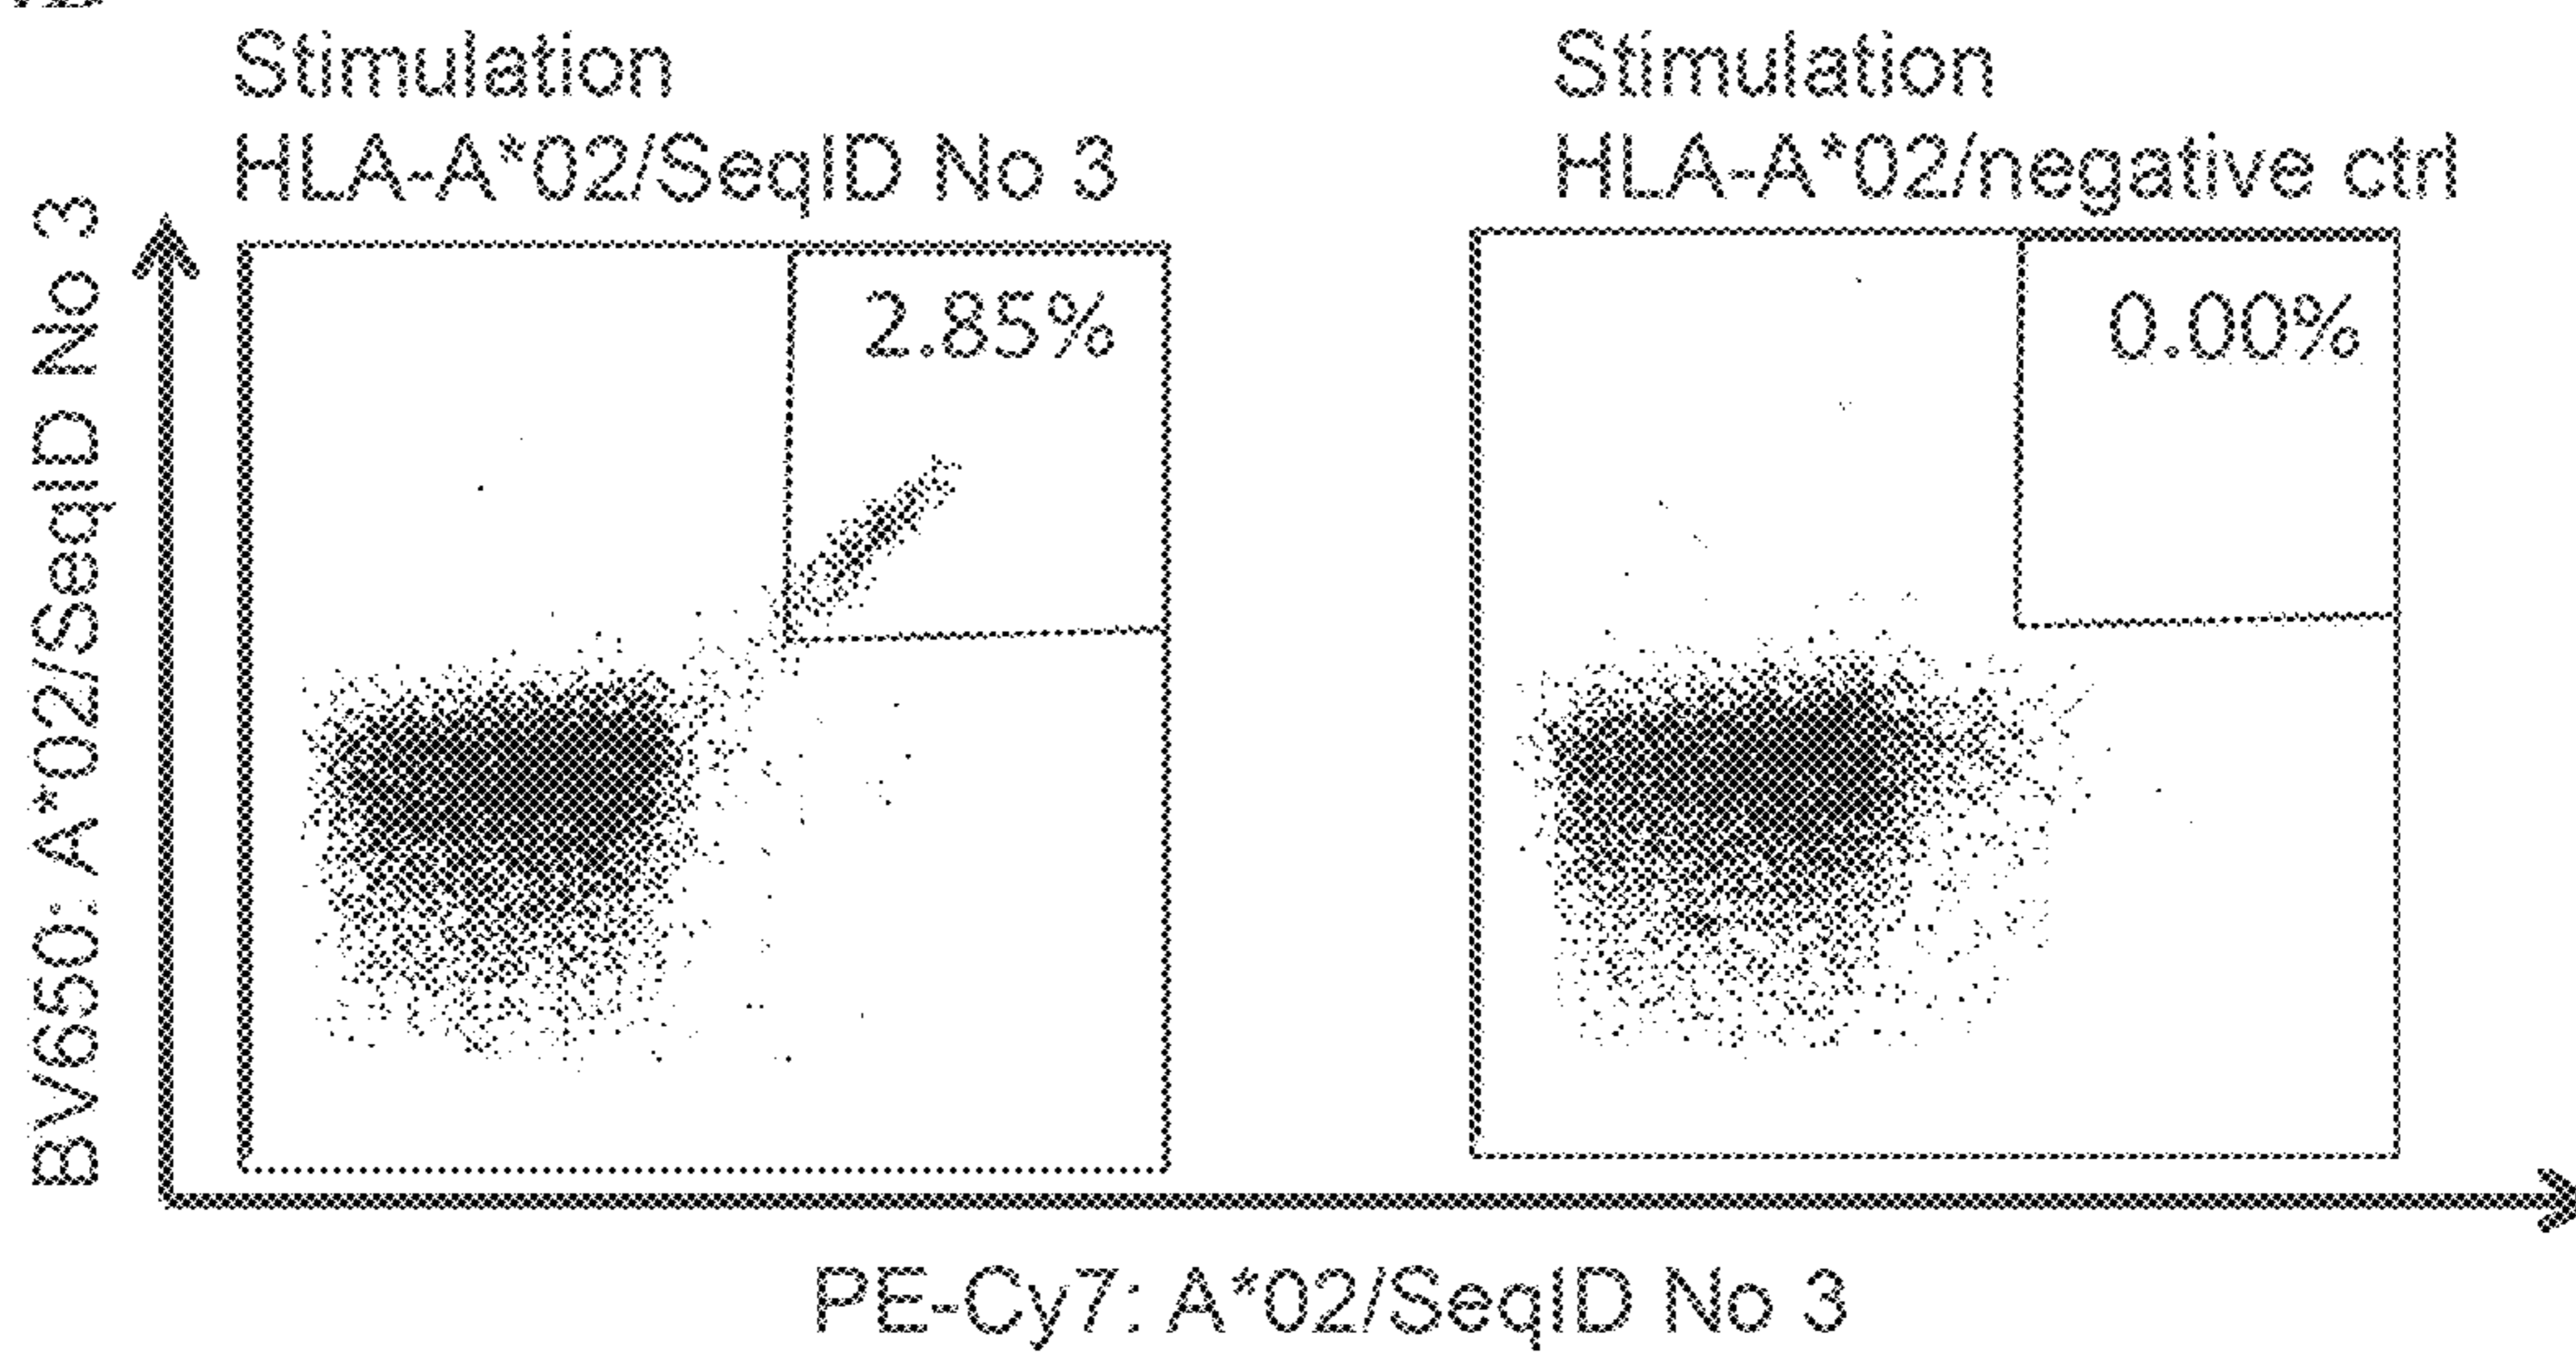 Stimulation
HLA-A*02/SeqID No 3
Stimulation
HLA-A*02/negative ctrl
BV650: A*02/SeqID No 3
2.85%
0.00%
PE-Cy7: A*02/SeqID No 3